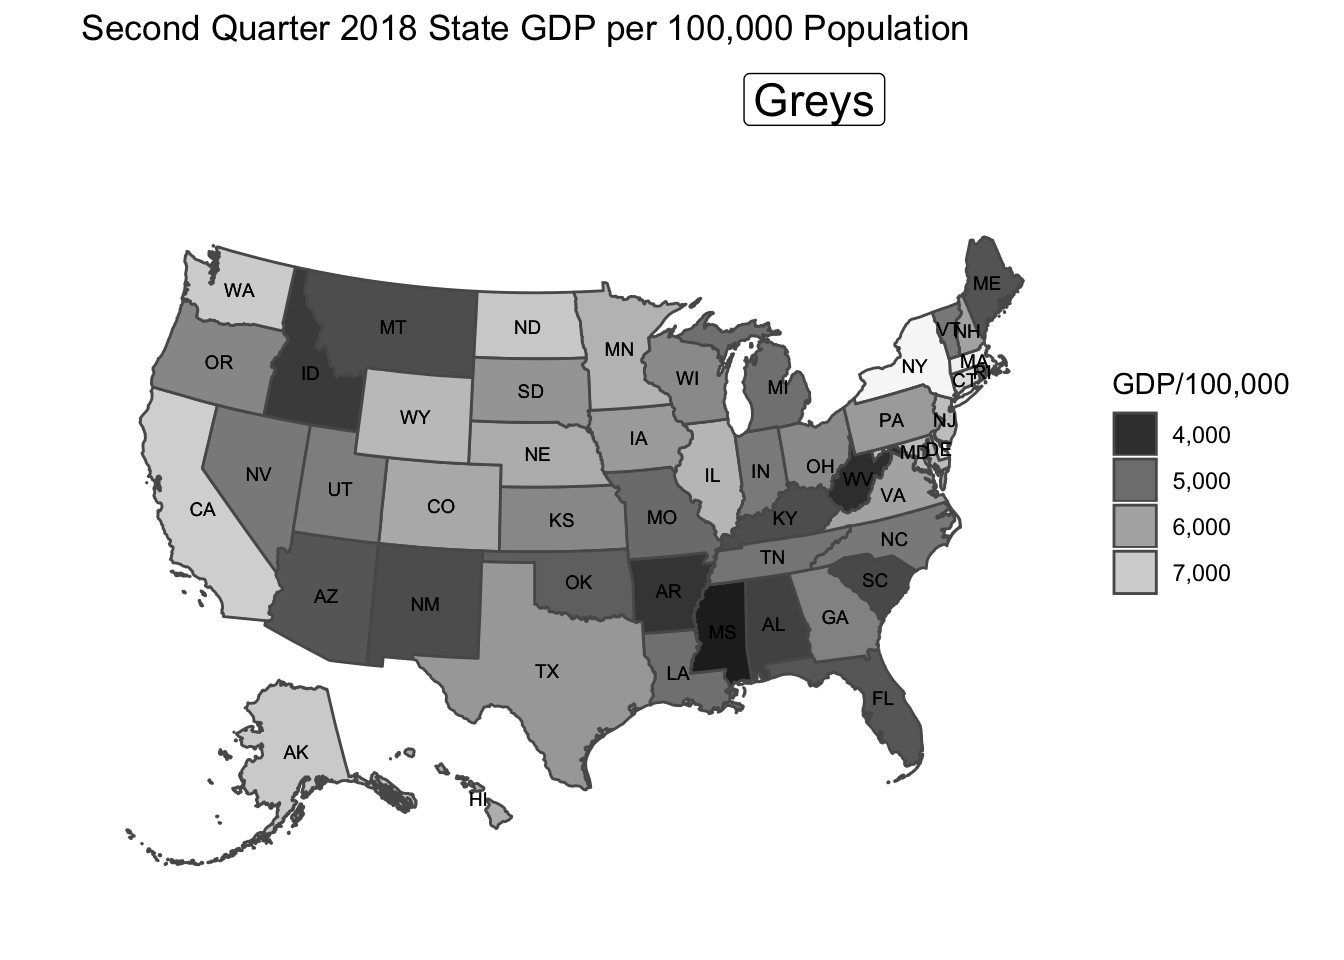 Second Quarter 2018 State GDP per 100,000 Population
Greys
ME
WA
MT
ND
VT
NH
MN
OR
NY
MA
RI
ID
CT
WI
MI
SD
WY
PA
NJ
IA
NE
MD
DE
OH
NV
IL
IN
WV
UT
VA
CO
CA
KS
MO
KY
NC
TN
OK
SC
AZ
AR
NM
GA
AL
MS
TX
LA
FL
AK
HI
GDP/100,000
4,000
5,000
6,000
7,000